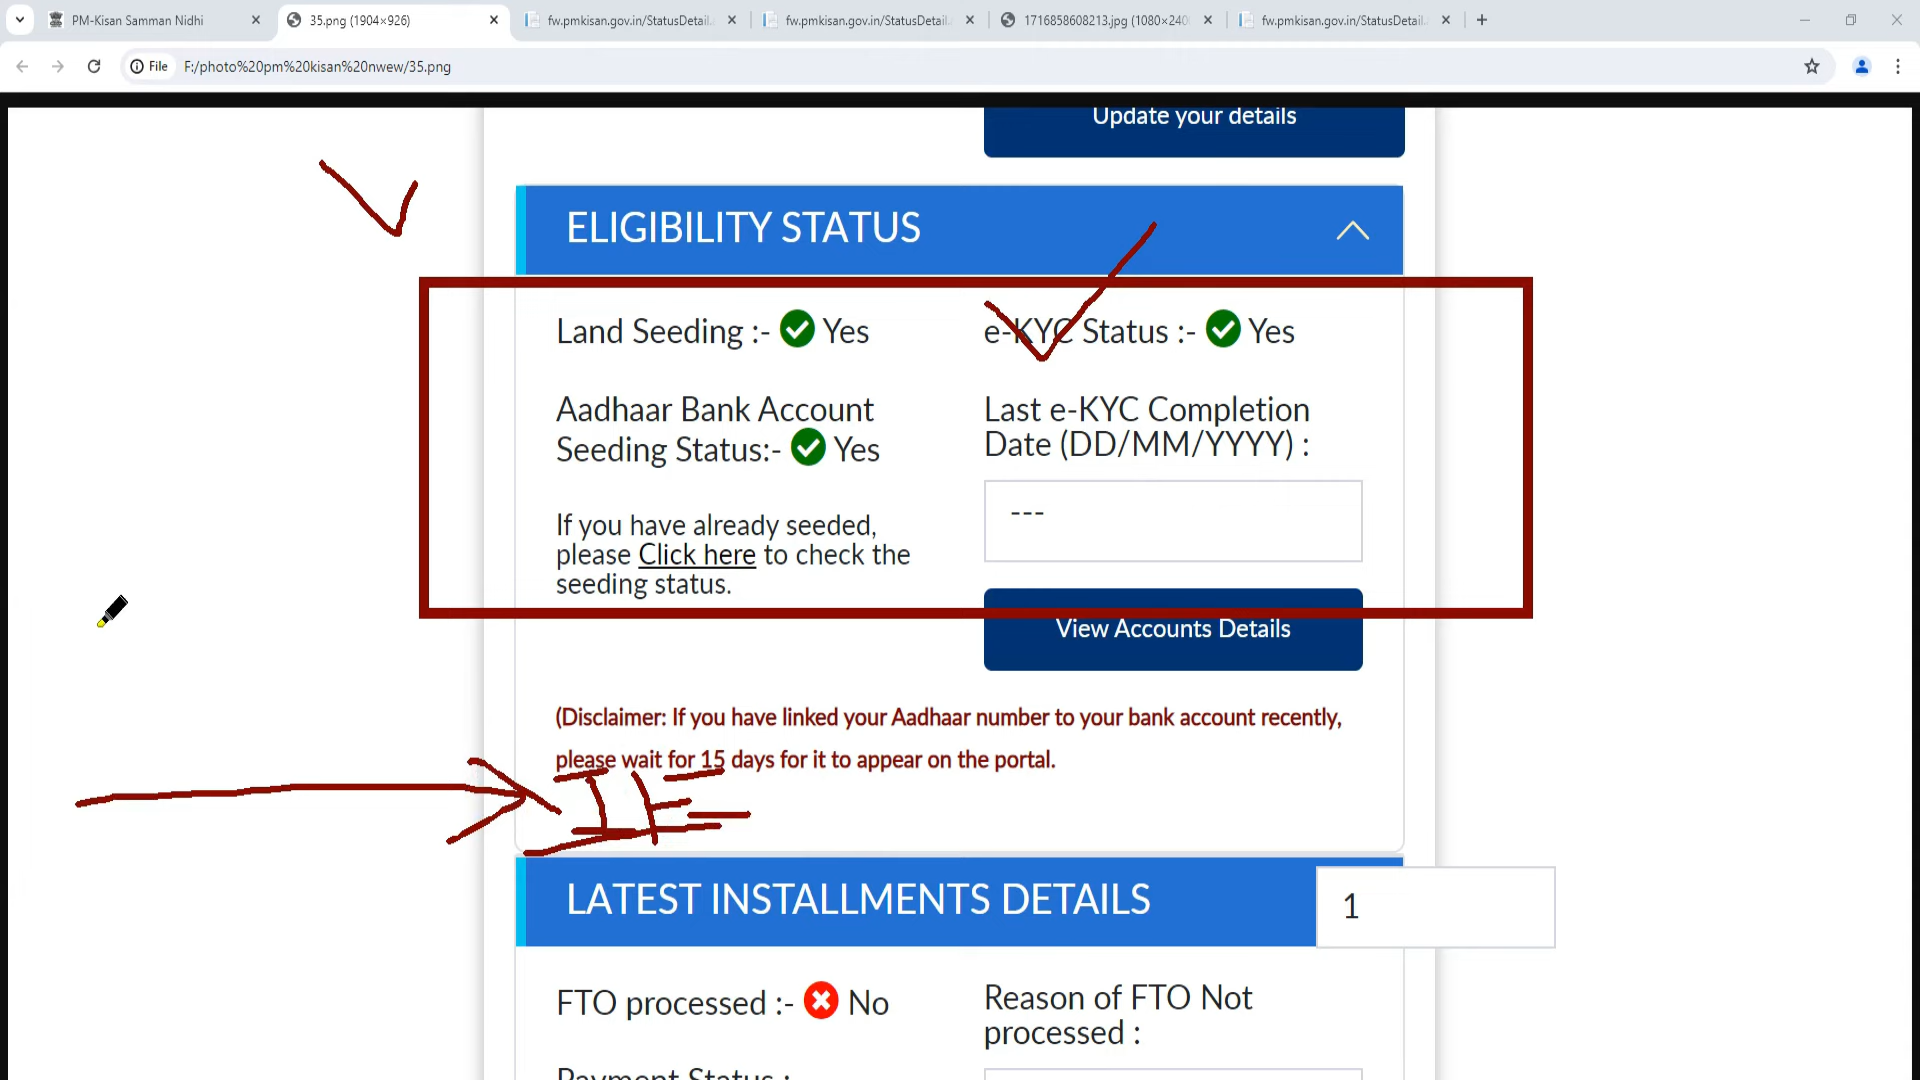 PM-Kisan Samman Nidhi
35.png (1904×926)
fw.pmkisan.gov.in/StatusDetail.
fw.pmkisan.gov.in/StatusDetail.
1716858608213.jpg (1080×240
fw.pmkisan.gov.in/StatusDetail.
File
F:/photo%20pm%20kisan%20nwew/35.png
Update your details
ELIGIBILITY STATUS
Land Seeding :- Yes
e-KYC Status :- Yes
Aadhaar Bank Account
Seeding Status:- Yes
Last e-KYC Completion
Date (DD/MM/YYYY) :
---
If you have already seeded,
please Click here to check the
seeding status.
View Accounts Details
(Disclaimer: If you have linked your Aadhaar number to your bank account recently,
please wait for 15 days for it to appear on the portal.
LATEST INSTALLMENTS DETAILS
1
FTO processed :- No
Reason of FTO Not
processed :
Payment Status :